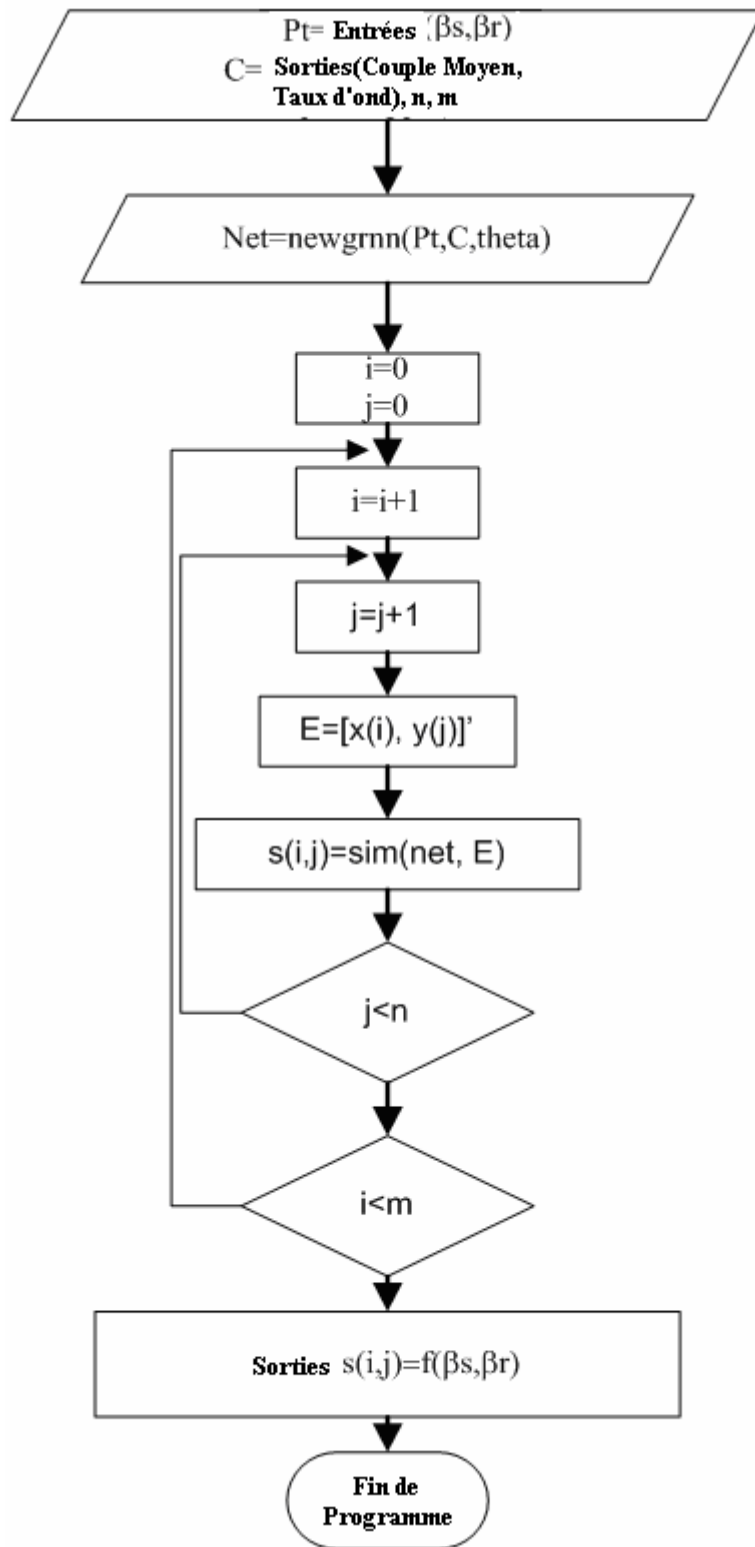 Pt= Entrées (βs,βr)
C= Sorties(Couple Moyen,
Taux d'ond), n, m
Net=newgrnn(Pt,C,theta)
i=0
j=0
i=i+1
j=j+1
E=[x(i), y(j)]’
s(i,j)=sim(net, E)
j<n
i<m
Sorties s(i,j)=f(βs,βr)
Fin de
Programme